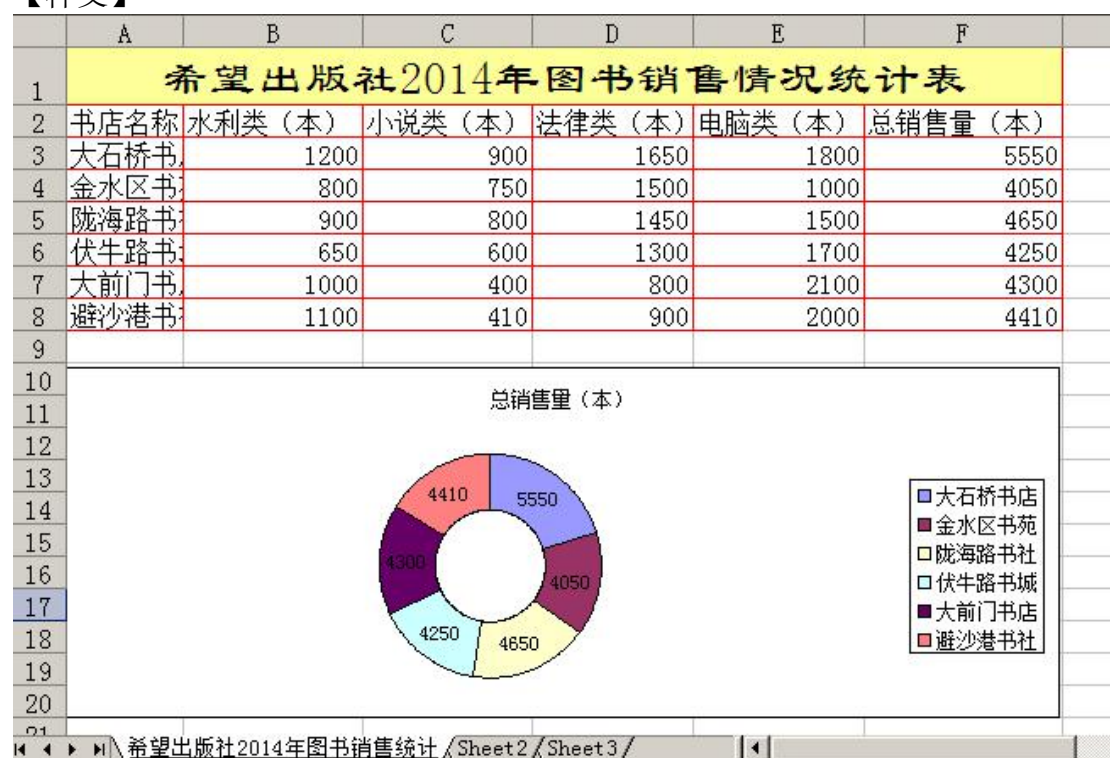 A B C D E F
1 希望出版社2014年图书销售情况统计表
2 书店名称 水利类（本） 小说类（本） 法律类（本） 电脑类（本） 总销售量（本）
3 大石桥书 1200 900 1650 1800 5550
4 金水区书 800 750 1500 1000 4050
5 陇海路书 900 800 1450 1500 4650
6 伏牛路书 650 600 1300 1700 4250
7 大前门书 1000 400 800 2100 4300
8 避沙港书 1100 410 900 2000 4410
9
10
11
12
13
14
15
16
17
18
19
20
总销售量（本）
4410 5550
4300 4050
4250 4650
大石桥书店
金水区书苑
陇海路书社
伏牛路书城
大前门书店
避沙港书社
希望出版社2014年图书销售统计 Sheet2 Sheet3